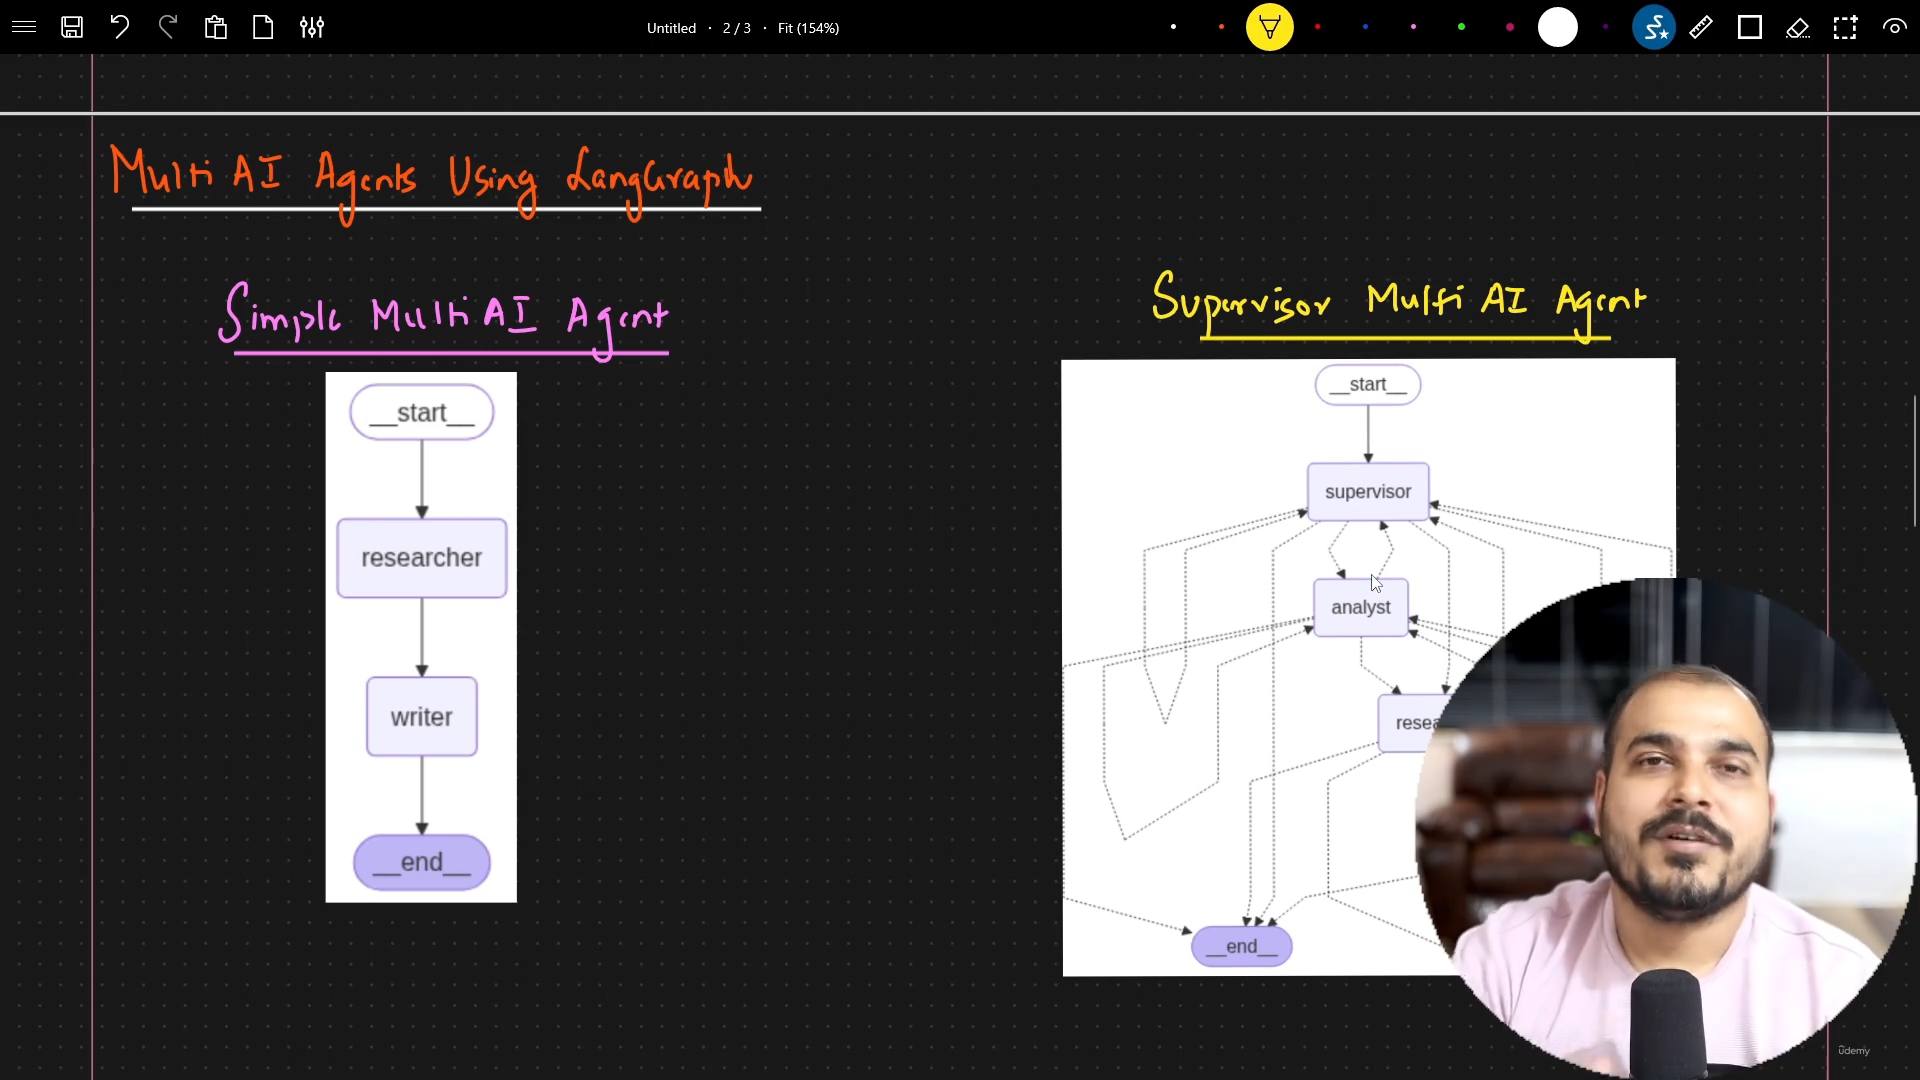 Untitled · 2 / 3 · Fit (154%)
Multi AI Agents Using LangGraph
Simple Multi AI Agent
__start__
researcher
writer
__end__
Supervisor Multi AI Agent
__start__
supervisor
analyst
__end__
ûdemy